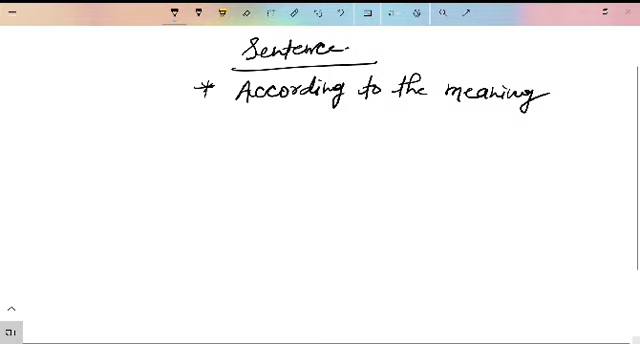 Sentence.
* According to the meaning